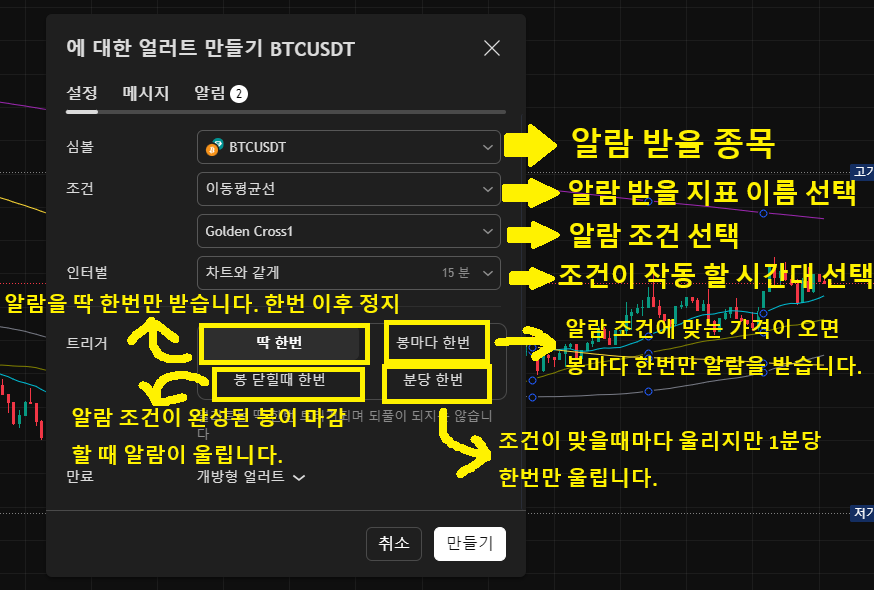 에 대한 얼러트 만들기 BTCUSDT
설정 메시지 알림 2
심볼 BTCUSDT 알람 받을 종목
고가
조건 이동평균선 알람 받을 지표 이름 선택
Golden Cross1 알람 조건 선택
인터벌 차트와 같게 15 분 조건이 작동 할 시간대 선택
알람을 딱 한번만 받습니다. 한번 이후 정지
트리거 딱 한번 봉마다 한번
알람 조건에 맞는 가격이 오면
봉마다 한번만 알람을 받습니다.
봉 닫힐때 한번 분당 한번
알람 조건이 완성된 봉이 마감
할 때 알람이 울립니다.
되풀이 되지는 않습니
다
조건이 맞을때마다 울리지만 1분당
한번만 울립니다.
만료 개방형 얼러트
저가
취소 만들기